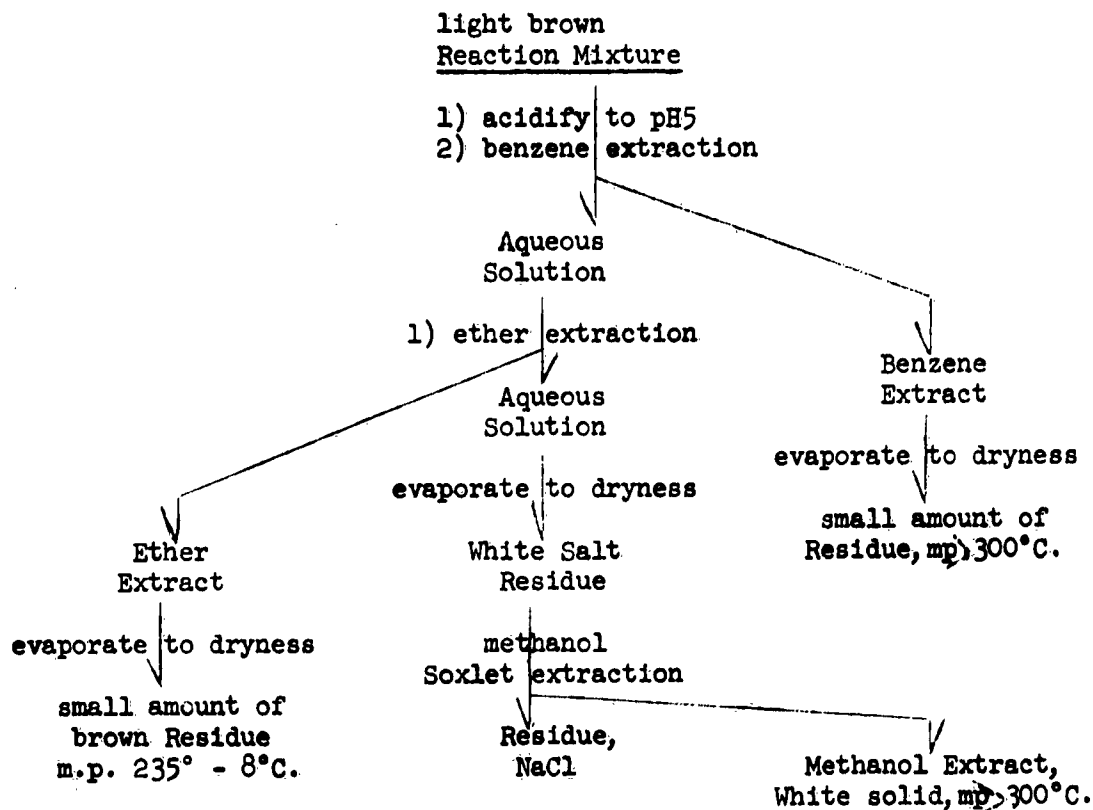 light brown
Reaction Mixture
1) acidify to pH5
2) benzene extraction
Aqueous
Solution
1) ether extraction
Benzene
Extract
Aqueous
Solution
evaporate to dryness
evaporate to dryness
small amount of
Residue, mp>300°C.
Ether
Extract
White Salt
Residue
evaporate to dryness
methanol
Soxlet extraction
small amount of
brown Residue
m.p. 235° - 8°C.
Residue,
NaCl
Methanol Extract,
White solid, mp>300°C.